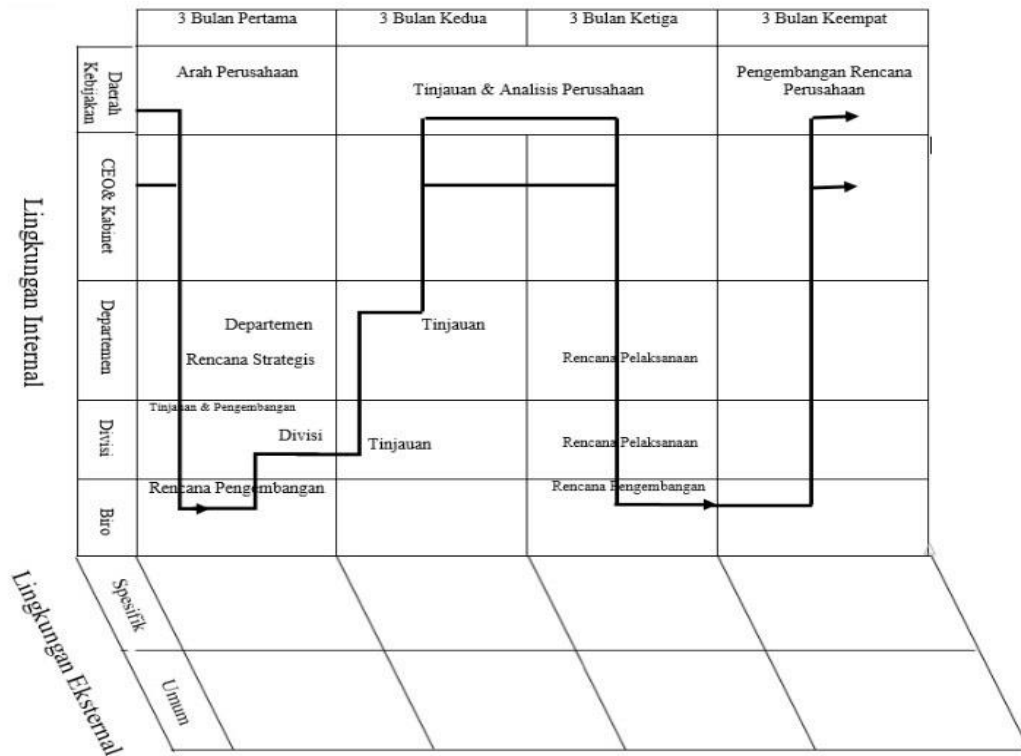 3 Bulan Pertama
3 Bulan Kedua
3 Bulan Ketiga
3 Bulan Keempat
Daerah
Kebijakan
Arah Perusahaan
Tinjauan & Analisis Perusahaan
Pengembangan Rencana
Perusahaan
CEO& Kabinet
Lingkungan Internal
Departemen
Departemen
Tinjauan
Rencana Strategis
Rencana Pelaksanaan
Tinjauan & Pengembangan
Divisi
Divisi
Tinjauan
Rencana Pelaksanaan
Biro
Rencana Pengembangan
Rencana Pengembangan
Lingkungan Eksternal
Spesifik
Umum